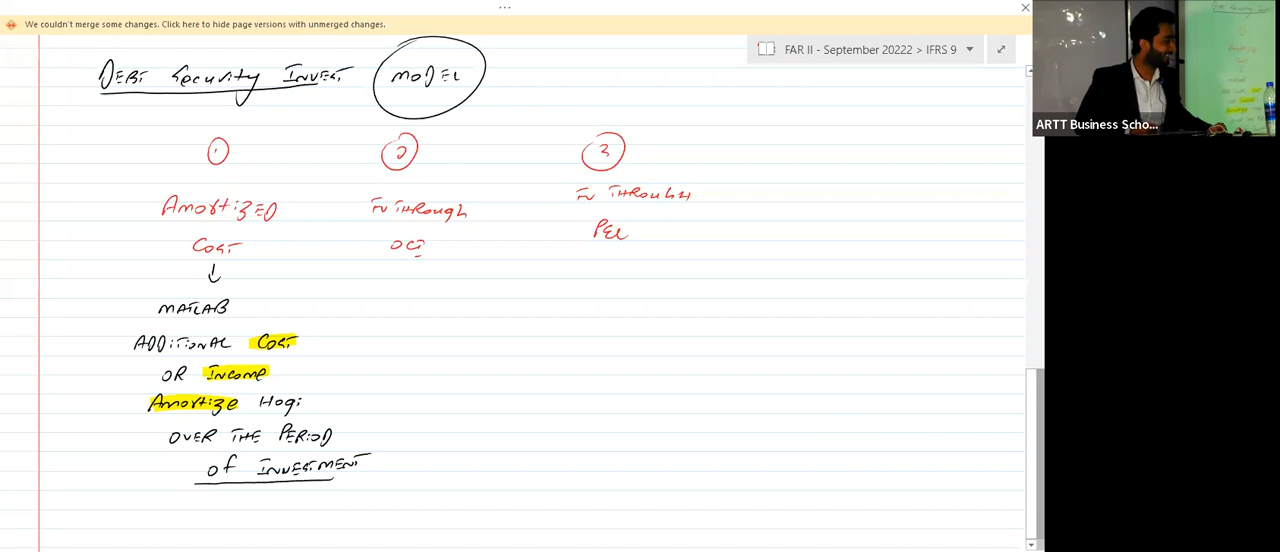 We couldn't merge some changes. Click here to hide page versions with unmerged changes.
FAR II - September 20222 > IFRS 9
ARTT Business Scho...
DEBT SECURITY INVEST MODEL
1 2 3
AMORTIZED COST
FV THROUGH OCI
FV THROUGH P&L
MATLAB
ADDITIONAL COST
OR INCOME
AMORTIZE HOGI
OVER THE PERIOD
OF INVESTMENT